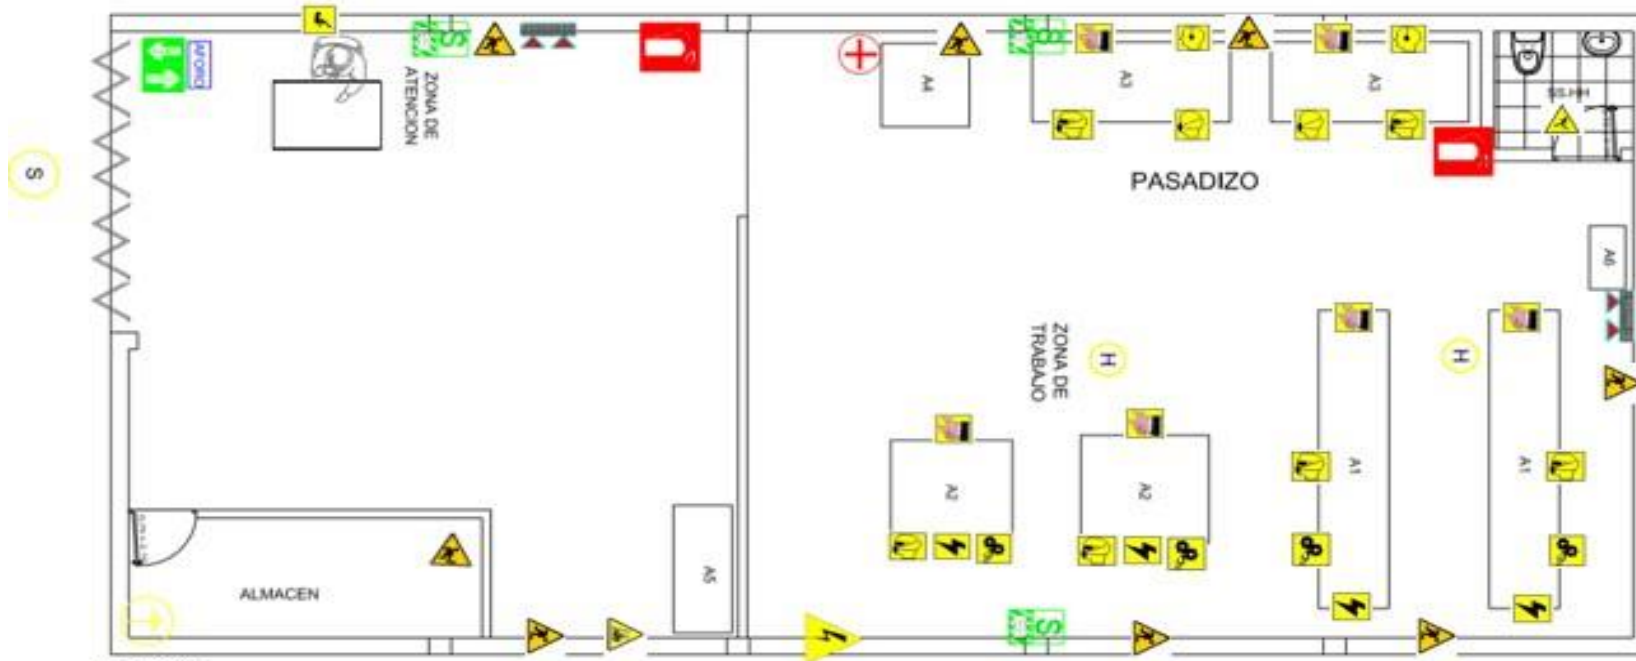 AFORO
ZONA DE
ATENCION
S
S
A4
S
A3
A3
SS.HH
S
PASADIZO
A6
ZONA DE
TRABAJO
H
H
A2
A2
A1
A1
ALMACEN
A5
S